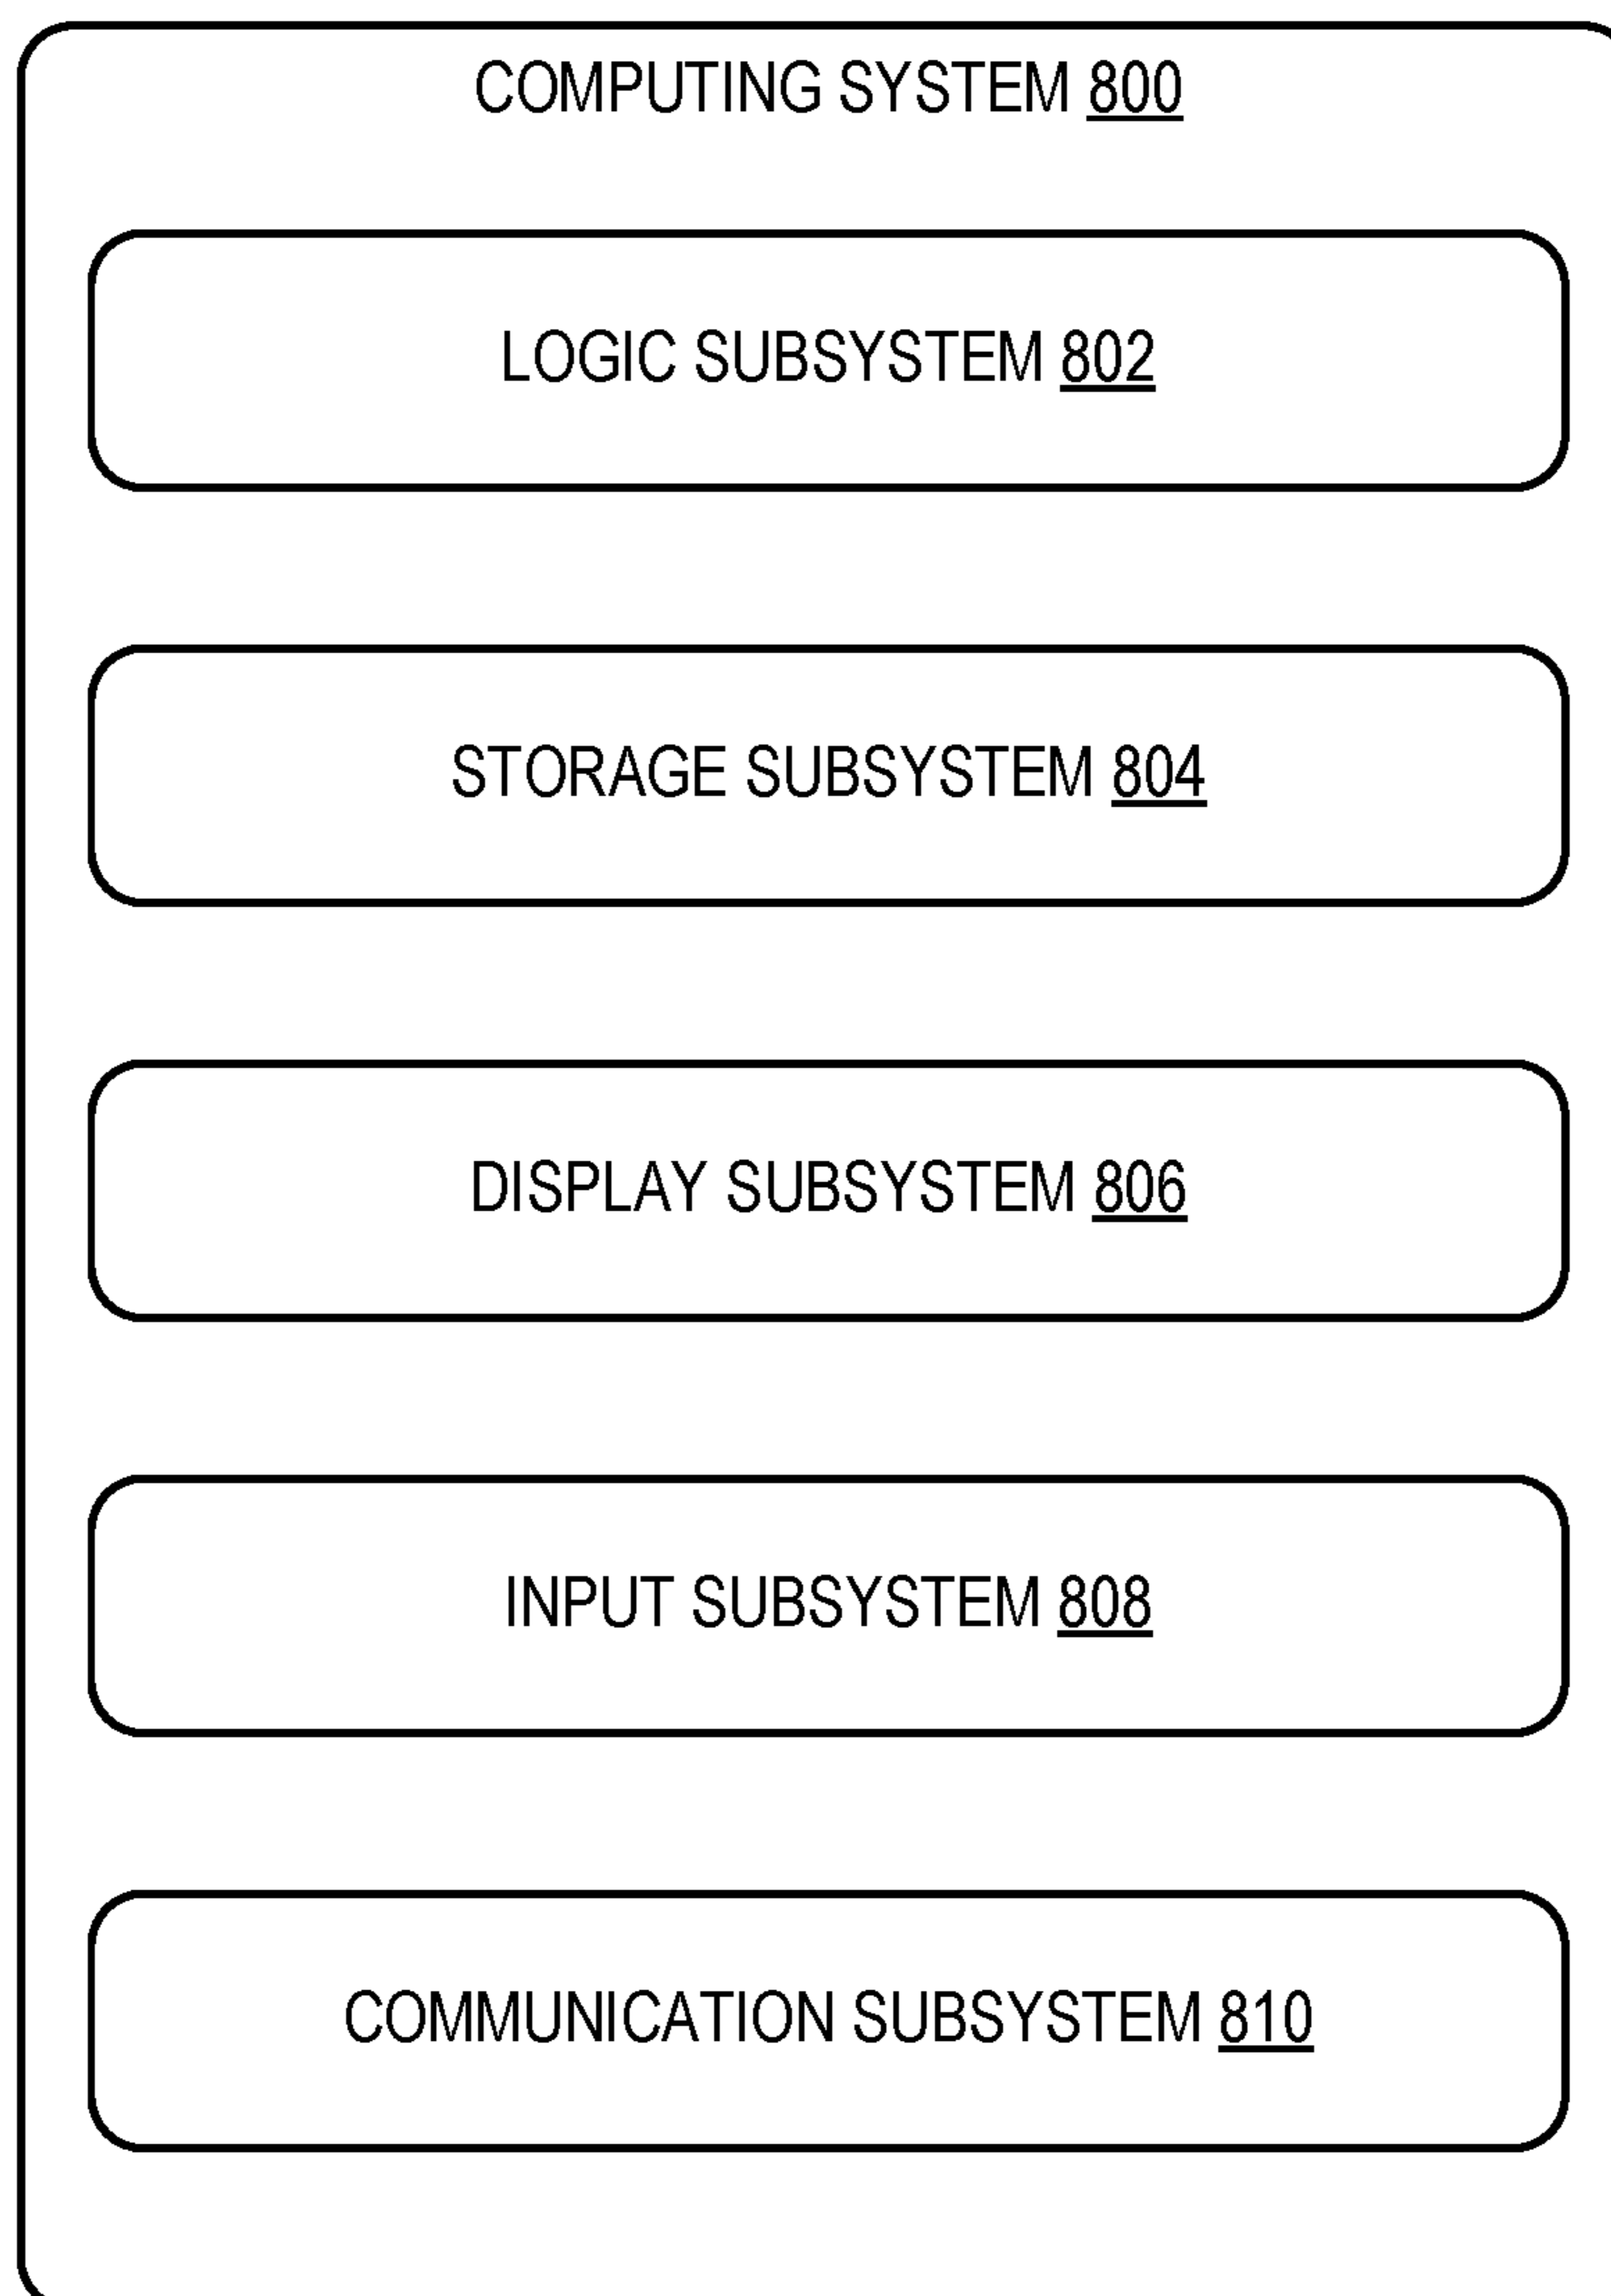 COMPUTING SYSTEM 800
LOGIC SUBSYSTEM 802
STORAGE SUBSYSTEM 804
DISPLAY SUBSYSTEM 806
INPUT SUBSYSTEM 808
COMMUNICATION SUBSYSTEM 810